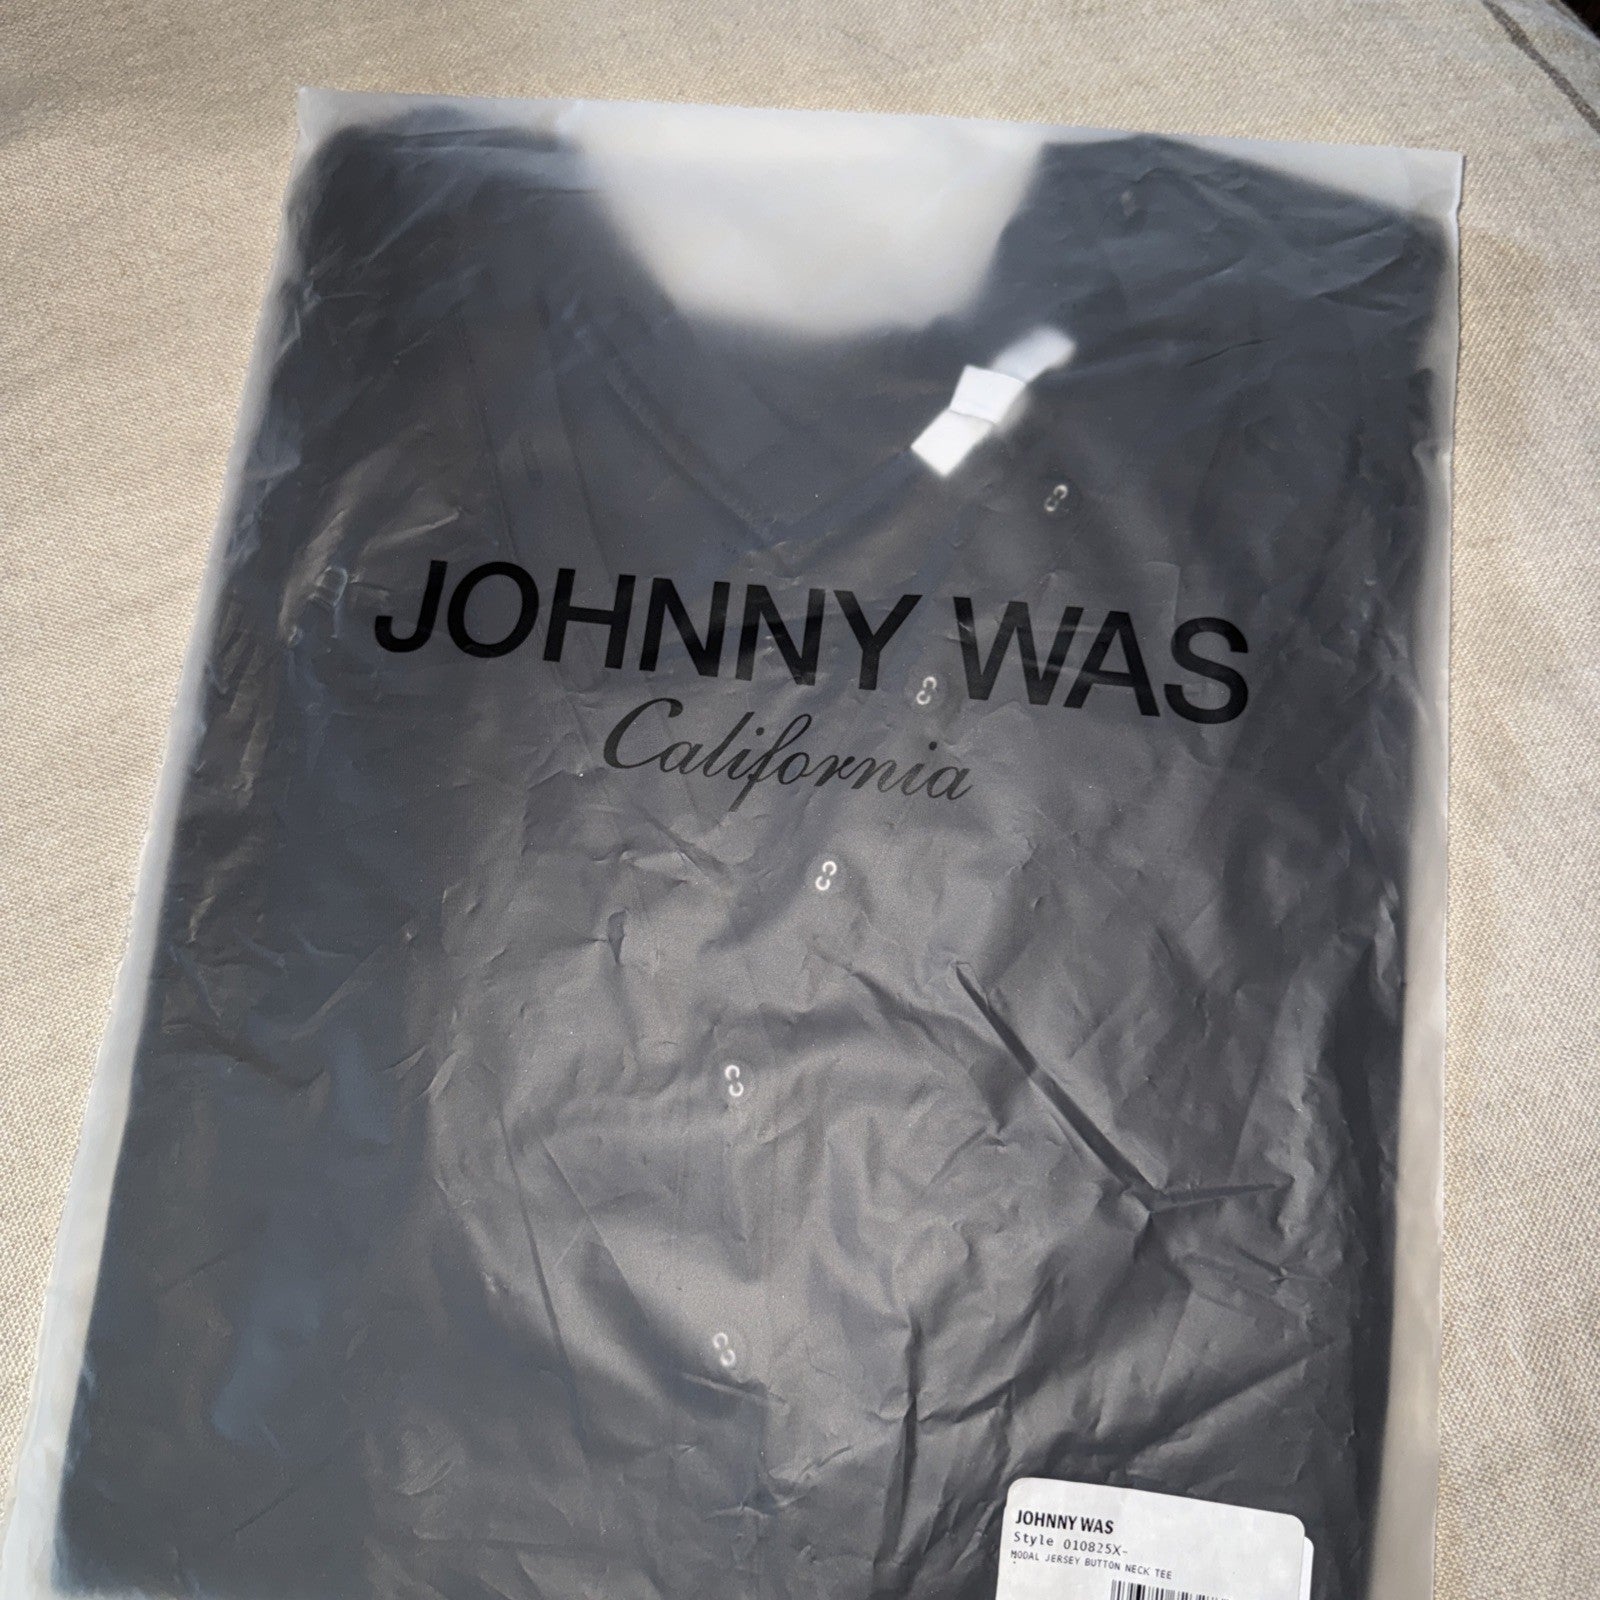 JOHNNY WAS
California
JOHNNY WAS
Style 010825X-
MODAL JERSEY BUTTON NECK TEE